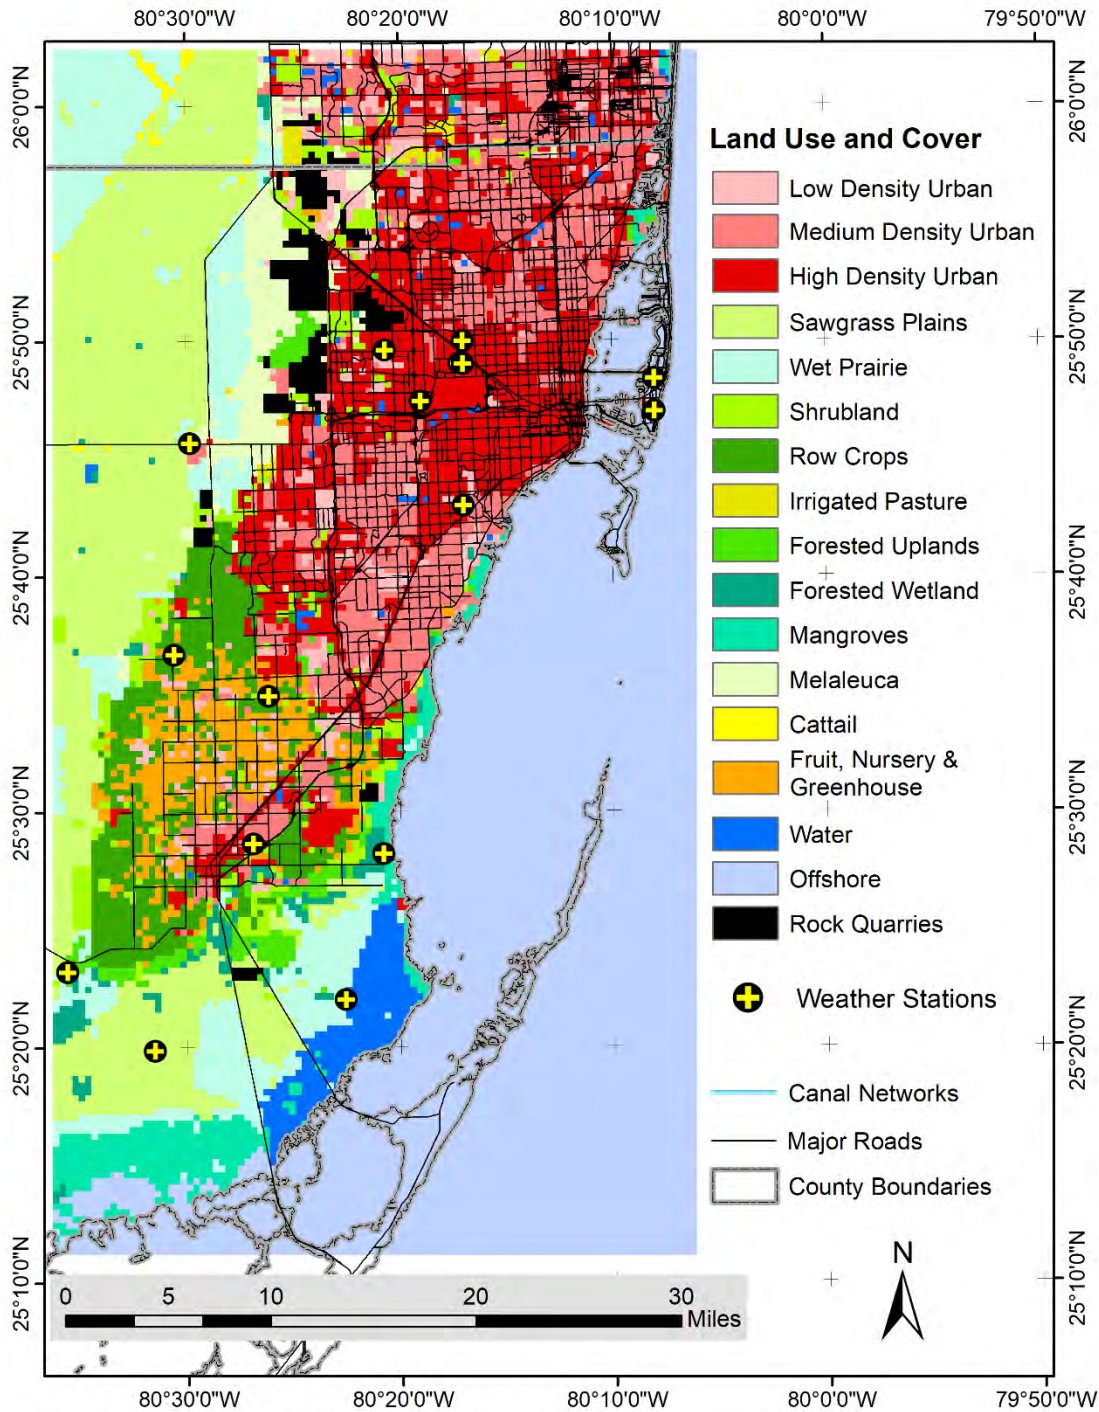 80°30'0"W 80°20'0"W 80°10'0"W 80°0'0"W 79°50'0"W
26°0'0"N 26°0'0"N
25°50'0"N 25°50'0"N
25°40'0"N 25°40'0"N
25°30'0"N 25°30'0"N
25°20'0"N 25°20'0"N
25°10'0"N 25°10'0"N
Land Use and Cover
Low Density Urban
Medium Density Urban
High Density Urban
Sawgrass Plains
Wet Prairie
Shrubland
Row Crops
Irrigated Pasture
Forested Uplands
Forested Wetland
Mangroves
Melaleuca
Cattail
Fruit, Nursery &
Greenhouse
Water
Offshore
Rock Quarries
Weather Stations
Canal Networks
Major Roads
County Boundaries
N
0 5 10 20 30
Miles
80°30'0"W 80°20'0"W 80°10'0"W 80°0'0"W 79°50'0"W